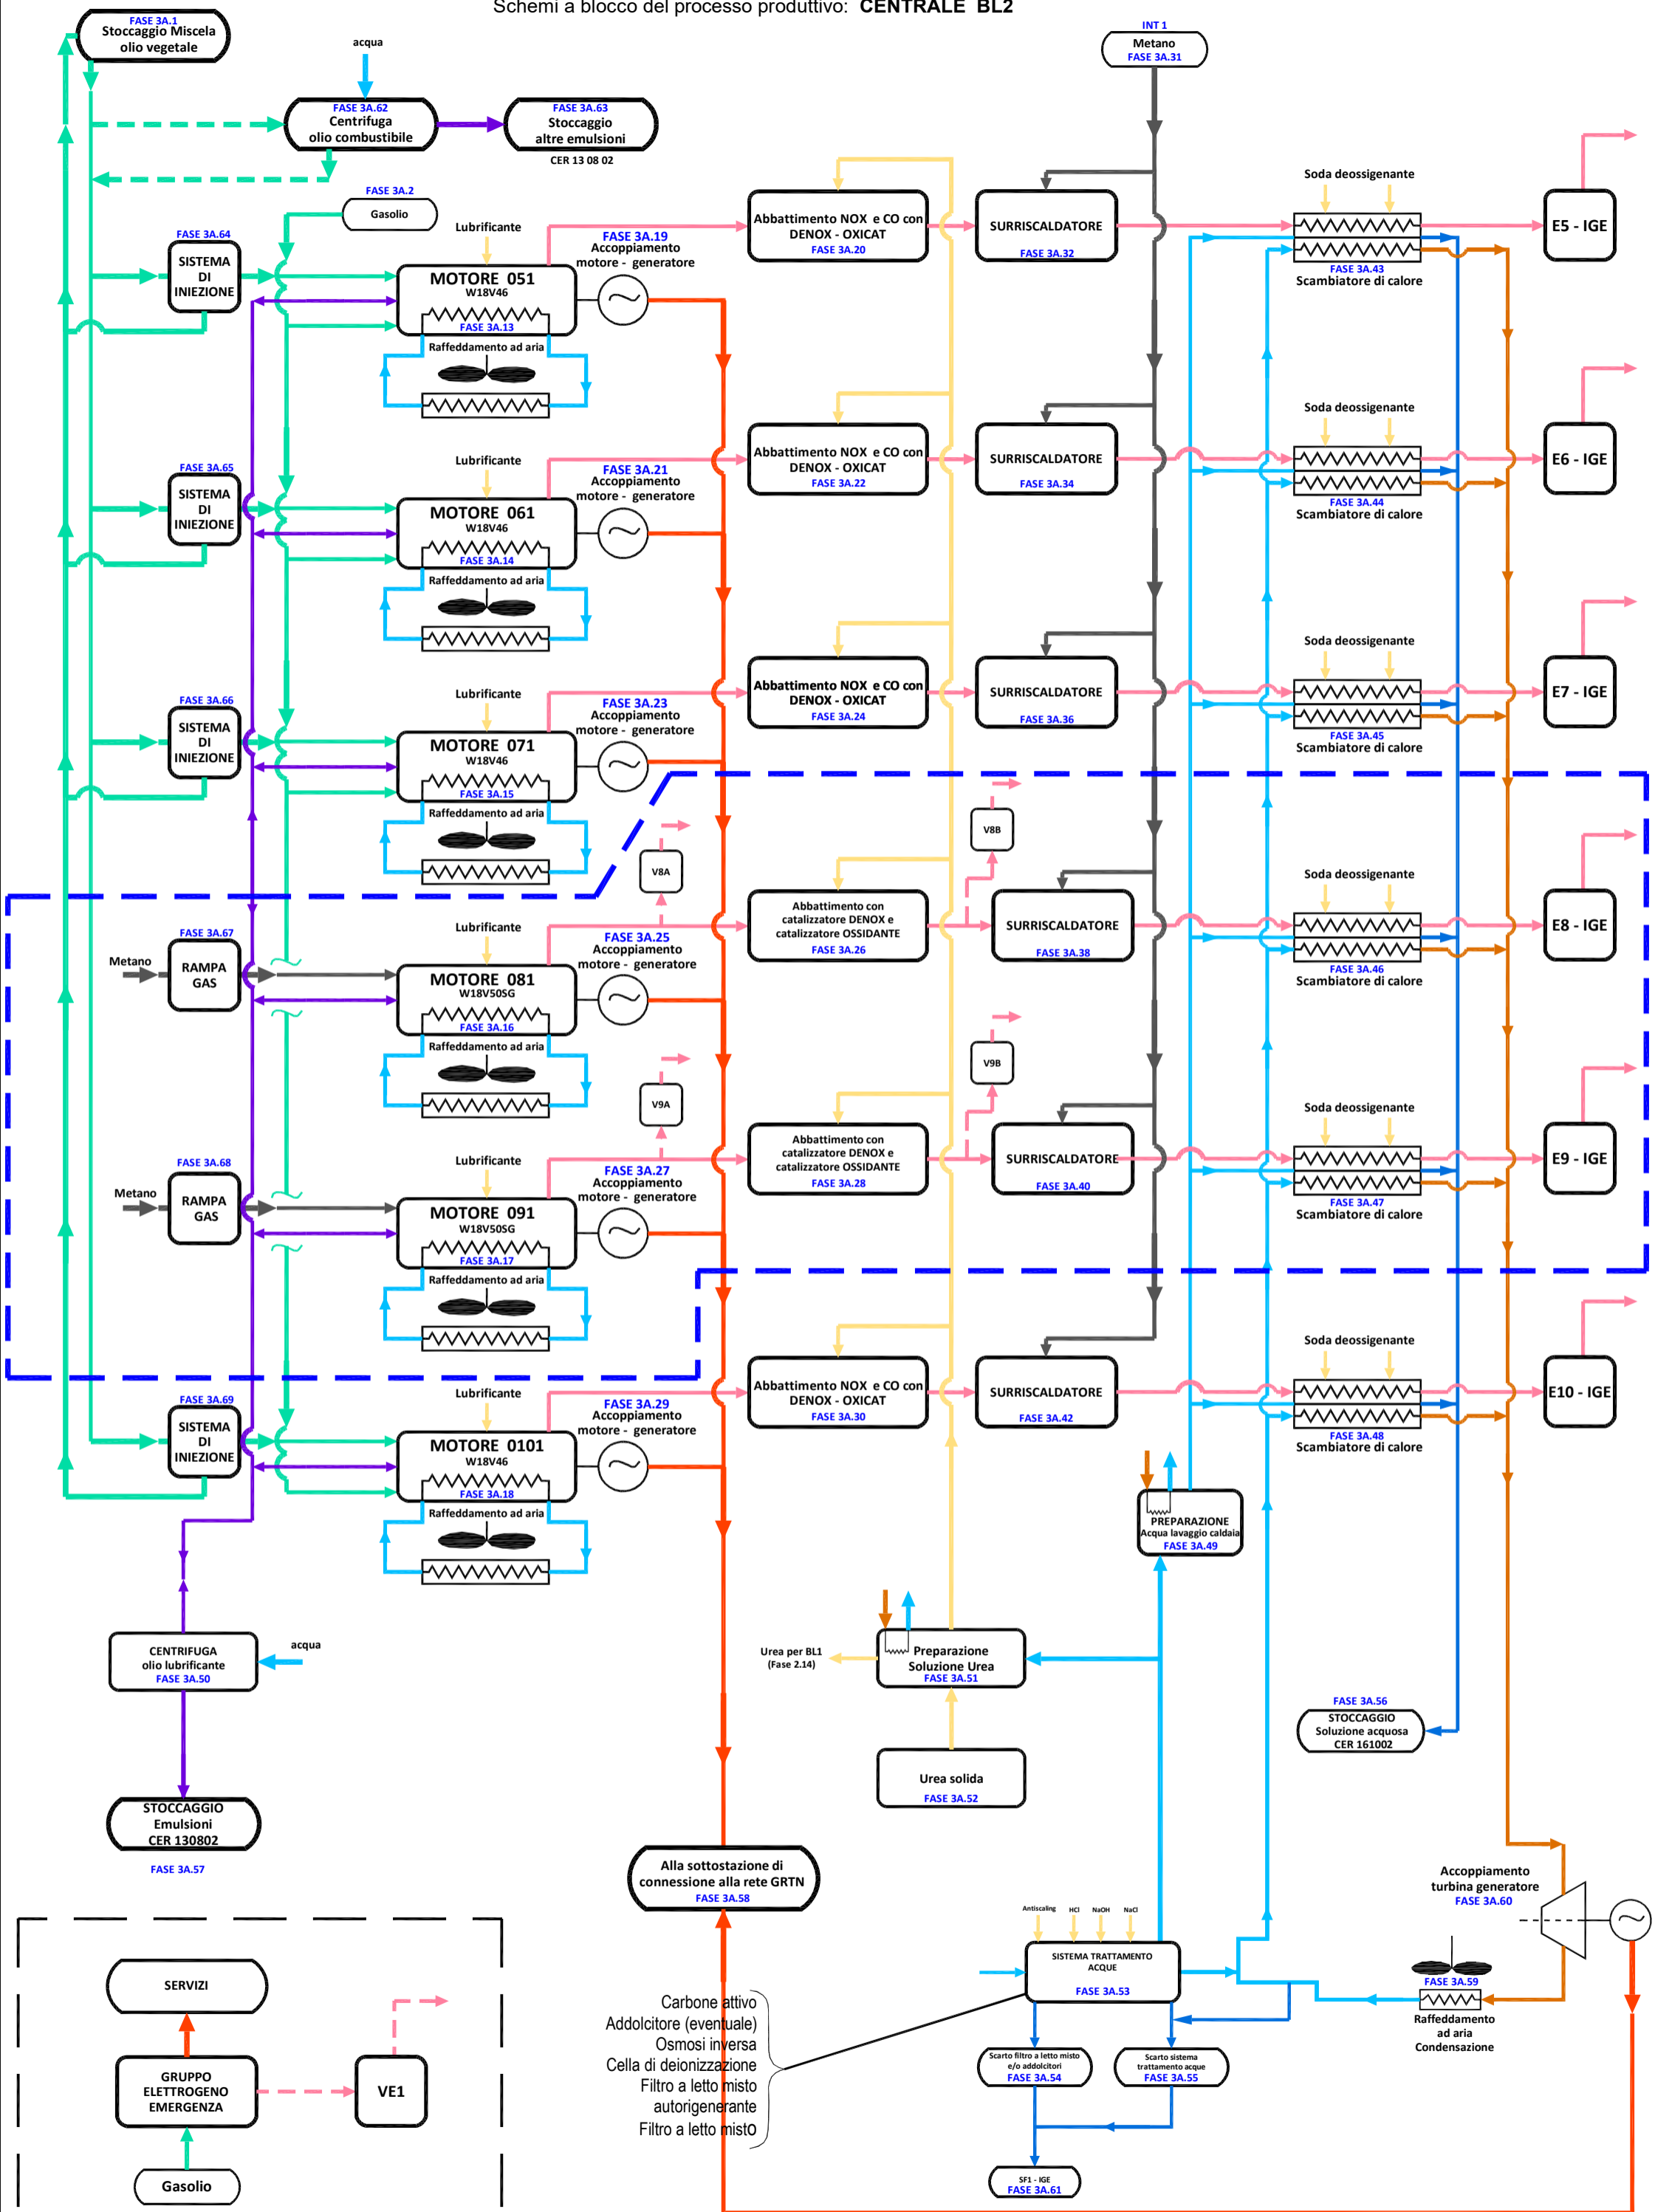 Schemi a blocco del processo produttivo: CENTRALE BL2
FASE 3A.1
Stoccaggio Miscela
olio vegetale
acqua
FASE 3A.62
Centrifuga
olio combustibile
FASE 3A.63
Stoccaggio
altre emulsioni
CER 13 08 02
INT 1
Metano
FASE 3A.31
FASE 3A.2
Gasolio
FASE 3A.64
SISTEMA
DI
INIEZIONE
Lubrificante
MOTORE 051
W18V46
FASE 3A.13
Raffeddamento ad aria
FASE 3A.19
Accoppiamento
motore - generatore
Abbattimento NOX e CO con
DENOX - OXICAT
FASE 3A.20
SURRISCALDATORE
FASE 3A.32
Soda deossigenante
FASE 3A.43
Scambiatore di calore
E5 - IGE
FASE 3A.65
SISTEMA
DI
INIEZIONE
Lubrificante
MOTORE 061
W18V46
FASE 3A.14
Raffeddamento ad aria
FASE 3A.21
Accoppiamento
motore - generatore
Abbattimento NOX e CO con
DENOX - OXICAT
FASE 3A.22
SURRISCALDATORE
FASE 3A.34
Soda deossigenante
FASE 3A.44
Scambiatore di calore
E6 - IGE
FASE 3A.66
SISTEMA
DI
INIEZIONE
Lubrificante
MOTORE 071
W18V46
FASE 3A.15
Raffeddamento ad aria
FASE 3A.23
Accoppiamento
motore - generatore
Abbattimento NOX e CO con
DENOX - OXICAT
FASE 3A.24
SURRISCALDATORE
FASE 3A.36
Soda deossigenante
FASE 3A.45
Scambiatore di calore
E7 - IGE
FASE 3A.67
Metano
RAMPA
GAS
Lubrificante
MOTORE 081
W18V50SG
FASE 3A.16
Raffeddamento ad aria
FASE 3A.25
Accoppiamento
motore - generatore
V8A
Abbattimento con
catalizzatore DENOX e
catalizzatore OSSIDANTE
FASE 3A.26
V8B
SURRISCALDATORE
FASE 3A.38
Soda deossigenante
FASE 3A.46
Scambiatore di calore
E8 - IGE
FASE 3A.68
Metano
RAMPA
GAS
Lubrificante
MOTORE 091
W18V50SG
FASE 3A.17
Raffeddamento ad aria
FASE 3A.27
Accoppiamento
motore - generatore
V9A
Abbattimento con
catalizzatore DENOX e
catalizzatore OSSIDANTE
FASE 3A.28
V9B
SURRISCALDATORE
FASE 3A.40
Soda deossigenante
FASE 3A.47
Scambiatore di calore
E9 - IGE
FASE 3A.69
SISTEMA
DI
INIEZIONE
Lubrificante
MOTORE 0101
W18V46
FASE 3A.18
Raffeddamento ad aria
FASE 3A.29
Accoppiamento
motore - generatore
Abbattimento NOX e CO con
DENOX - OXICAT
FASE 3A.30
SURRISCALDATORE
FASE 3A.42
Soda deossigenante
FASE 3A.48
Scambiatore di calore
E10 - IGE
PREPARAZIONE
Acqua lavaggio caldaia
FASE 3A.49
CENTRIFUGA
olio lubrificante
FASE 3A.50
acqua
Urea per BL1
(Fase 2.14)
Preparazione
Soluzione Urea
FASE 3A.51
Urea solida
FASE 3A.52
FASE 3A.56
STOCCAGGIO
Soluzione acquosa
CER 161002
STOCCAGGIO
Emulsioni
CER 130802
FASE 3A.57
Alla sottostazione di
connessione alla rete GRTN
FASE 3A.58
Accoppiamento
turbina generatore
FASE 3A.60
Antiscaling
HCl
NaOH
NaCl
SISTEMA TRATTAMENTO
ACQUE
FASE 3A.53
FASE 3A.59
Raffeddamento
ad aria
Condensazione
Carbone attivo
Addolcitore (eventuale)
Osmosi inversa
Cella di deionizzazione
Filtro a letto misto
autorigenerante
Filtro a letto misto
Scarto filtro a letto misto
e/o addolcitori
FASE 3A.54
Scarto sistema
trattamento acque
FASE 3A.55
SF1 - IGE
FASE 3A.61
SERVIZI
GRUPPO
ELETTROGENO
EMERGENZA
VE1
Gasolio